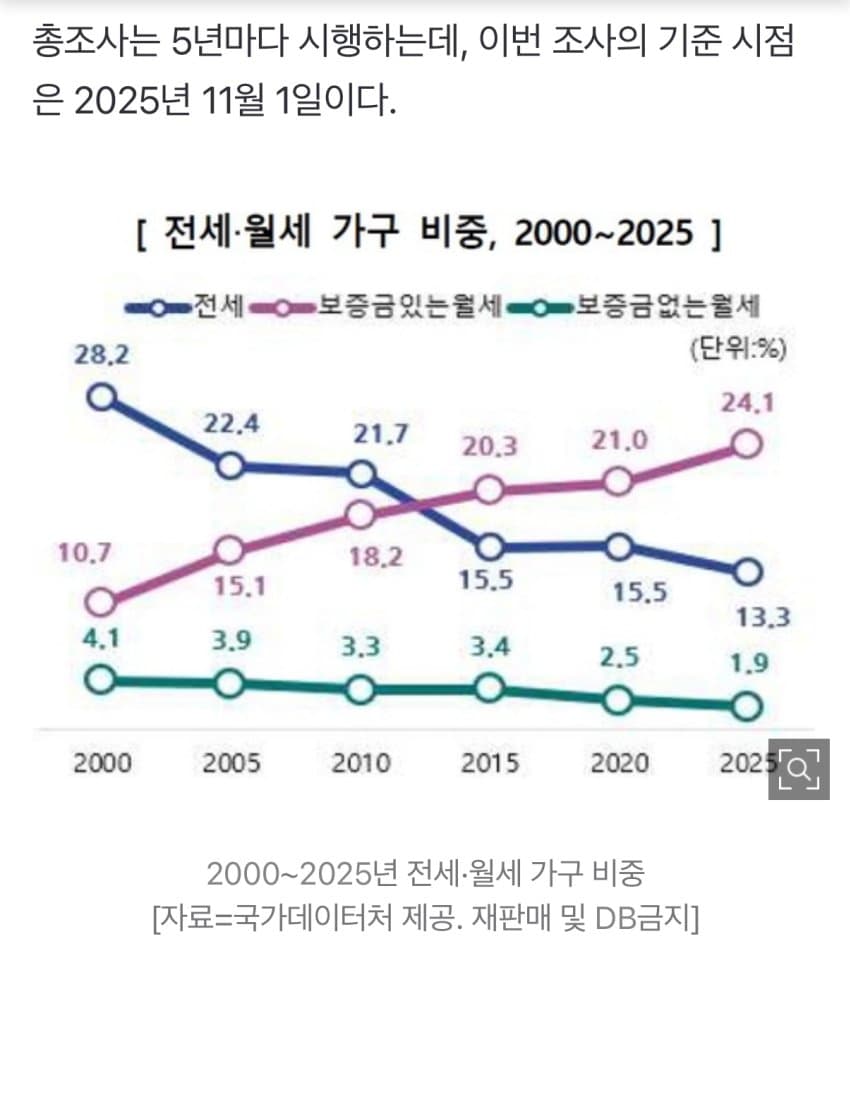 총조사는 5년마다 시행하는데, 이번 조사의 기준 시점
은 2025년 11월 1일이다.
[ 전세·월세 가구 비중, 2000~2025 ]
전세 보증금있는월세 보증금없는월세
(단위:%)
28.2 22.4 21.7 20.3 21.0 24.1
10.7 15.1 18.2 15.5 15.5 13.3
4.1 3.9 3.3 3.4 2.5 1.9
2000 2005 2010 2015 2020 2025
2000~2025년 전세·월세 가구 비중
[자료=국가데이터처 제공. 재판매 및 DB금지]